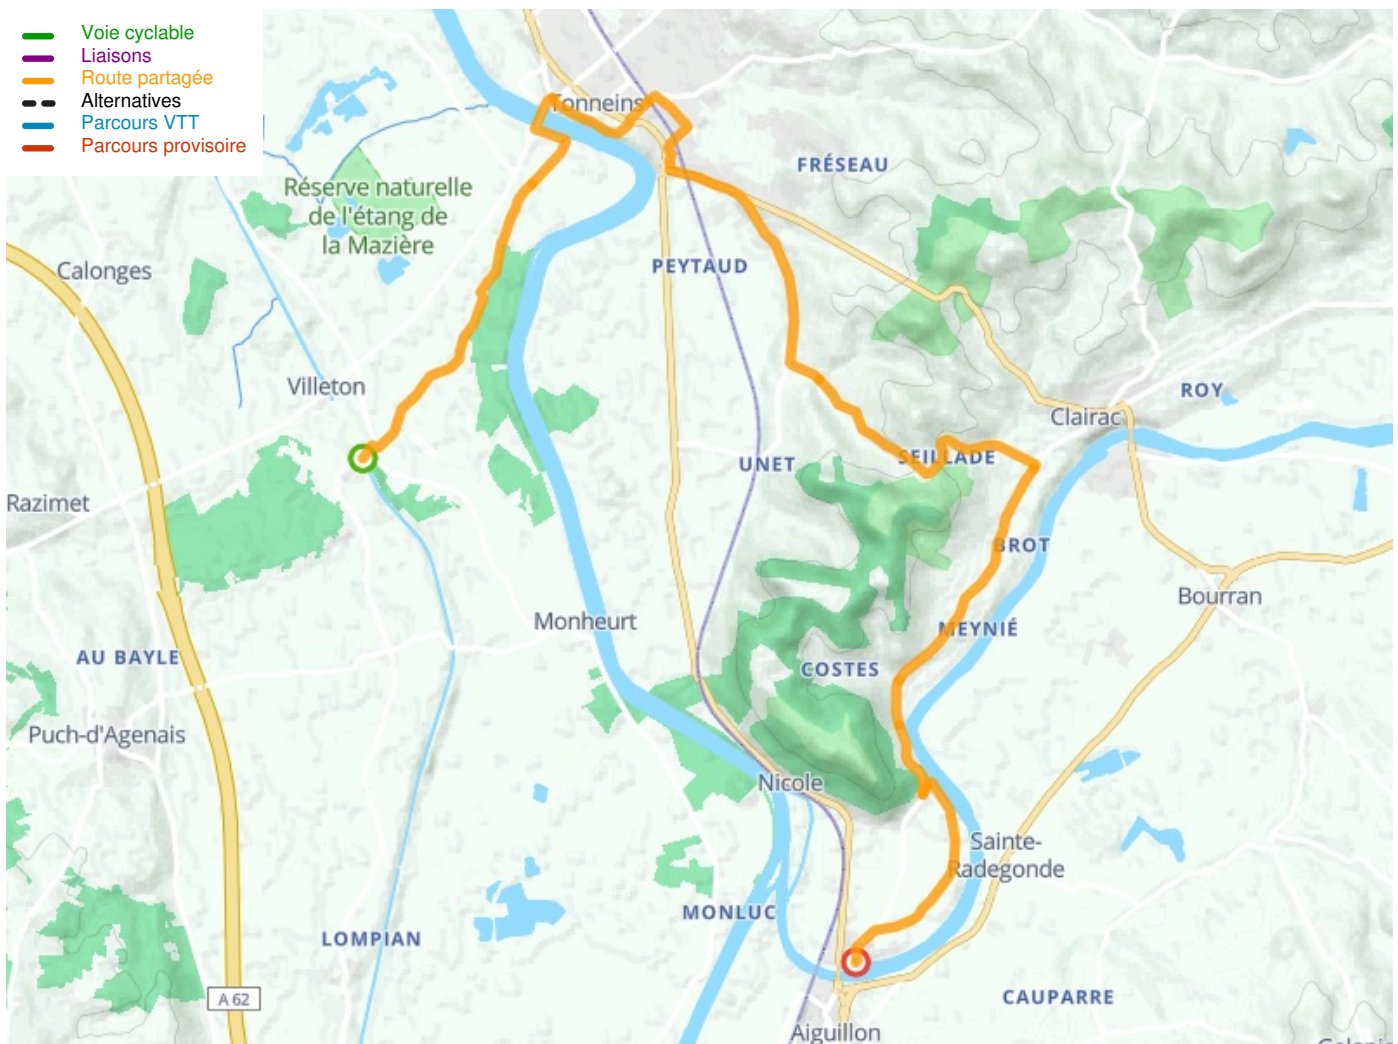 Voie cyclable
Liaisons
Route partagée
Alternatives
Parcours VTT
Parcours provisoire
Tonneins
FRÉSEAU
Réserve naturelle
de l'étang de
la Mazière
Calonges
PEYTAUD
Villeton
ROY
Clairac
SEILLADE
UNET
Razimet
BROT
Bourran
Monheurt
MEYNIÉ
AU BAYLE
COSTES
Puch-d'Agenais
Nicole
Sainte-
Radegonde
MONLUC
LOMPIAN
A 62
CAUPARRE
Aiguillon